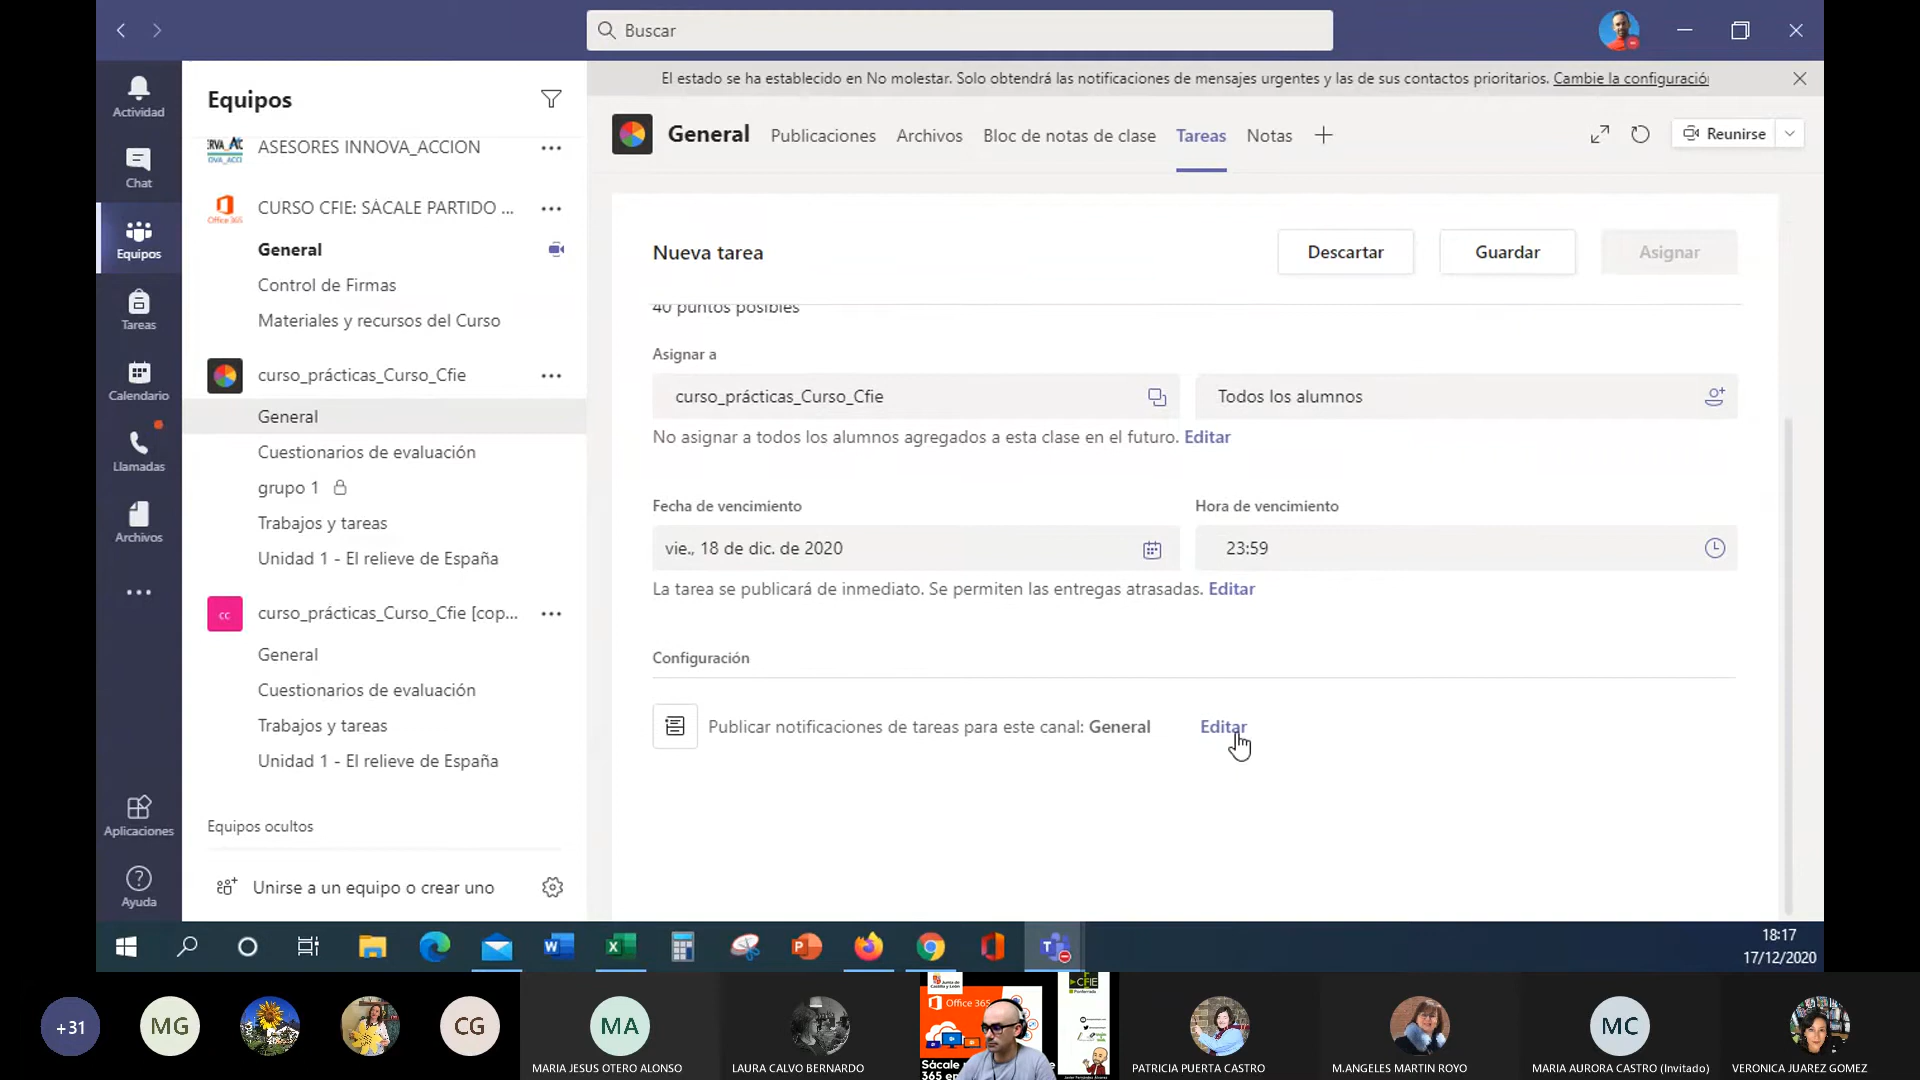 Buscar
El estado se ha establecido en No molestar. Solo obtendrá las notificaciones de mensajes urgentes y las de sus contactos prioritarios. Cambie la configuració
Actividad
Chat
Equipos
Tareas
Calendario
Llamadas
Archivos
Aplicaciones
Ayuda
Equipos
ASESORES INNOVA_ACCION
Office 365
CURSO CFIE: SÁCALE PARTIDO ...
General
Control de Firmas
Materiales y recursos del Curso
curso_prácticas_Curso_Cfie
General
Cuestionarios de evaluación
grupo 1
Trabajos y tareas
Unidad 1 - El relieve de España
CC
curso_prácticas_Curso_Cfie [cop...
General
Cuestionarios de evaluación
Trabajos y tareas
Unidad 1 - El relieve de España
Equipos ocultos
Unirse a un equipo o crear uno
General Publicaciones Archivos Bloc de notas de clase Tareas Notas
Reunirse
Nueva tarea
Descartar Guardar Asignar
40 puntos posibles
Asignar a
curso_prácticas_Curso_Cfie Todos los alumnos
No asignar a todos los alumnos agregados a esta clase en el futuro. Editar
Fecha de vencimiento Hora de vencimiento
vie., 18 de dic. de 2020 23:59
La tarea se publicará de inmediato. Se permiten las entregas atrasadas. Editar
Configuración
Publicar notificaciones de tareas para este canal: General Editar
18:17
17/12/2020
+31
MG
CG
MA
MARIA JESUS OTERO ALONSO
LAURA CALVO BERNARDO
Office 365
CFIE
PATRICIA PUERTA CASTRO
M.ANGELES MARTIN ROYO
MC
MARIA AURORA CASTRO (Invitado)
VERONICA JUAREZ GOMEZ